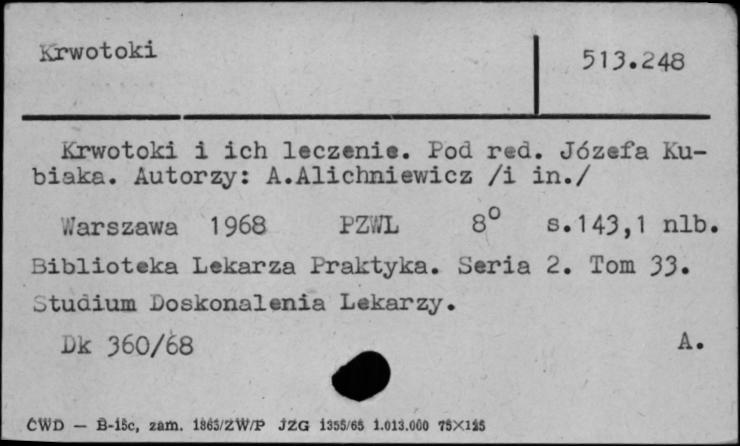 Krwotoki
513.248
Krwotoki i ich leczenie. Pod red. Józefa Ku-
biaka. Autorzy: A.Alichniewicz /i in./
Warszawa 1968 PZWL 8° s.143,1 nlb.
Biblioteka Lekarza Praktyka. Seria 2. Tom 33.
Studium Doskonalenia Lekarzy.
Dk 360/68 A.
CWD — B-15c, zam. 1863/ZW/P JZG 1355/65 1.013.000 75×125